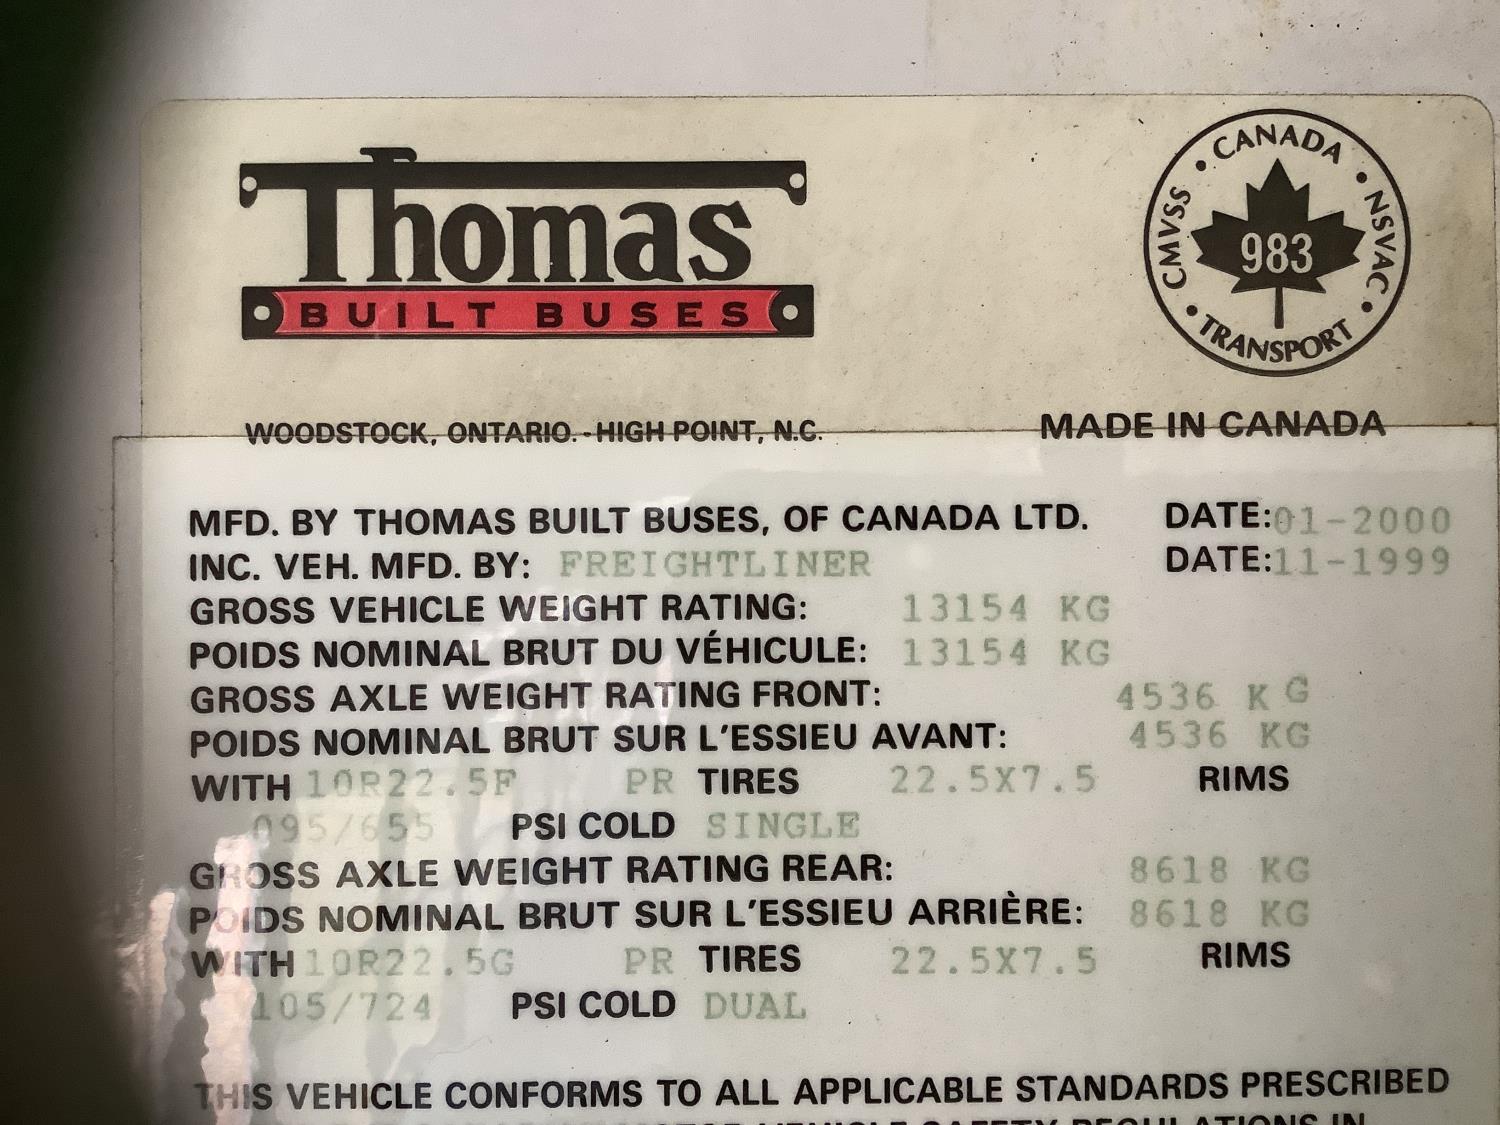 Thomas
BUILT BUSES
CANADA • NSVAC • TRANSPORT • CMVSS •
983
WOODSTOCK, ONTARIO. - HIGH POINT, N.C.
MADE IN CANADA
MFD. BY THOMAS BUILT BUSES, OF CANADA LTD. DATE: 01-2000
INC. VEH. MFD. BY: FREIGHTLINER DATE: 11-1999
GROSS VEHICLE WEIGHT RATING: 13154 KG
POIDS NOMINAL BRUT DU VÉHICULE: 13154 KG
GROSS AXLE WEIGHT RATING FRONT: 4536 KG
POIDS NOMINAL BRUT SUR L'ESSIEU AVANT: 4536 KG
WITH 10R22.5F PR TIRES 22.5X7.5 RIMS
095/655 PSI COLD SINGLE
GROSS AXLE WEIGHT RATING REAR: 8618 KG
POIDS NOMINAL BRUT SUR L'ESSIEU ARRIÈRE: 8618 KG
WITH 10R22.5G PR TIRES 22.5X7.5 RIMS
105/724 PSI COLD DUAL
THIS VEHICLE CONFORMS TO ALL APPLICABLE STANDARDS PRESCRIBED
VEHICLE SAFETY REGULATIONS IN